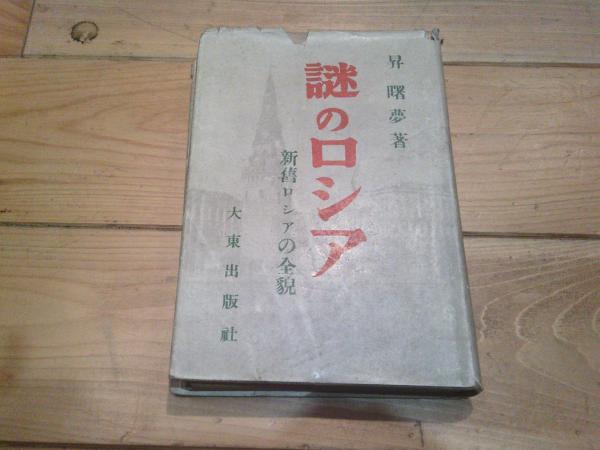 昇曙夢著
謎のロシア
新舊ロシアの全貌
大東出版社